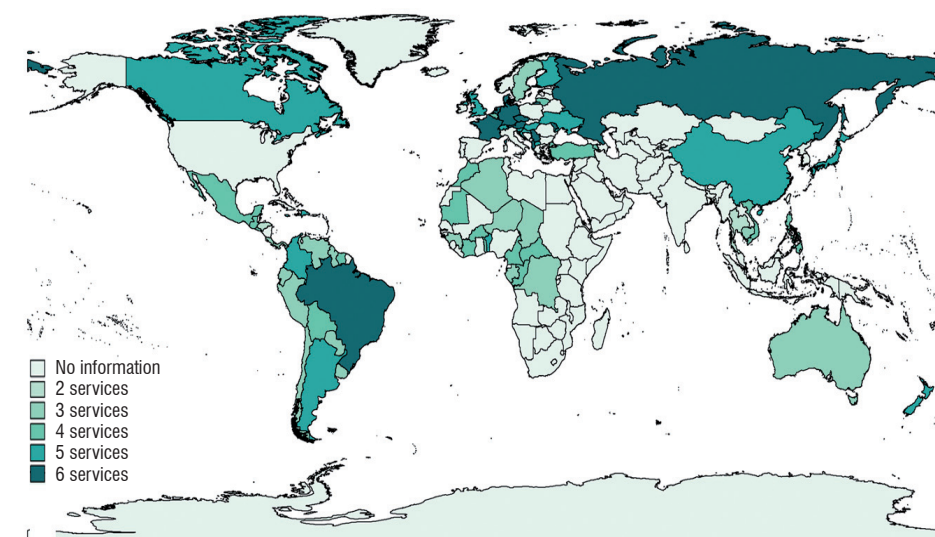 No information
2 services
3 services
4 services
5 services
6 services